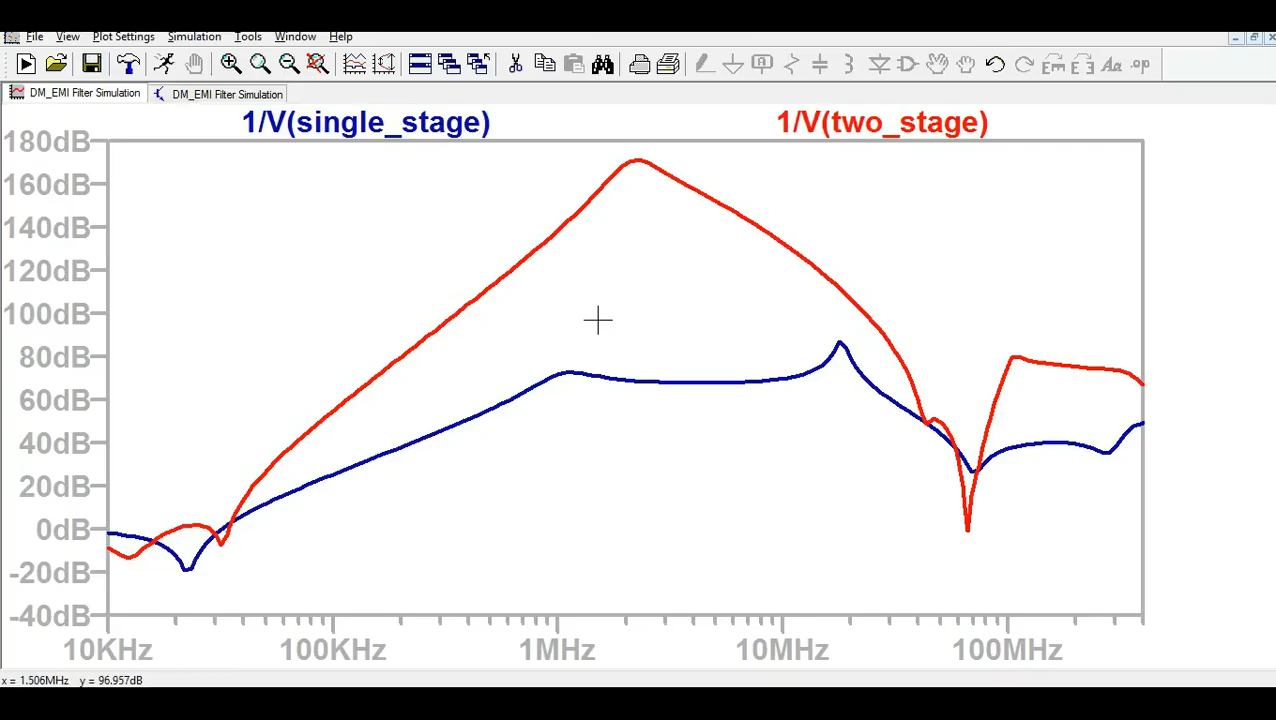 File View Plot Settings Simulation Tools Window Help
.op
DM_EMI Filter Simulation DM_EMI Filter Simulation
1/V(single_stage) 1/V(two_stage)
180dB
160dB
140dB
120dB
100dB
80dB
60dB
40dB
20dB
0dB
-20dB
-40dB
10KHz 100KHz 1MHz 10MHz 100MHz
x = 1.506MHz y = 96.957dB